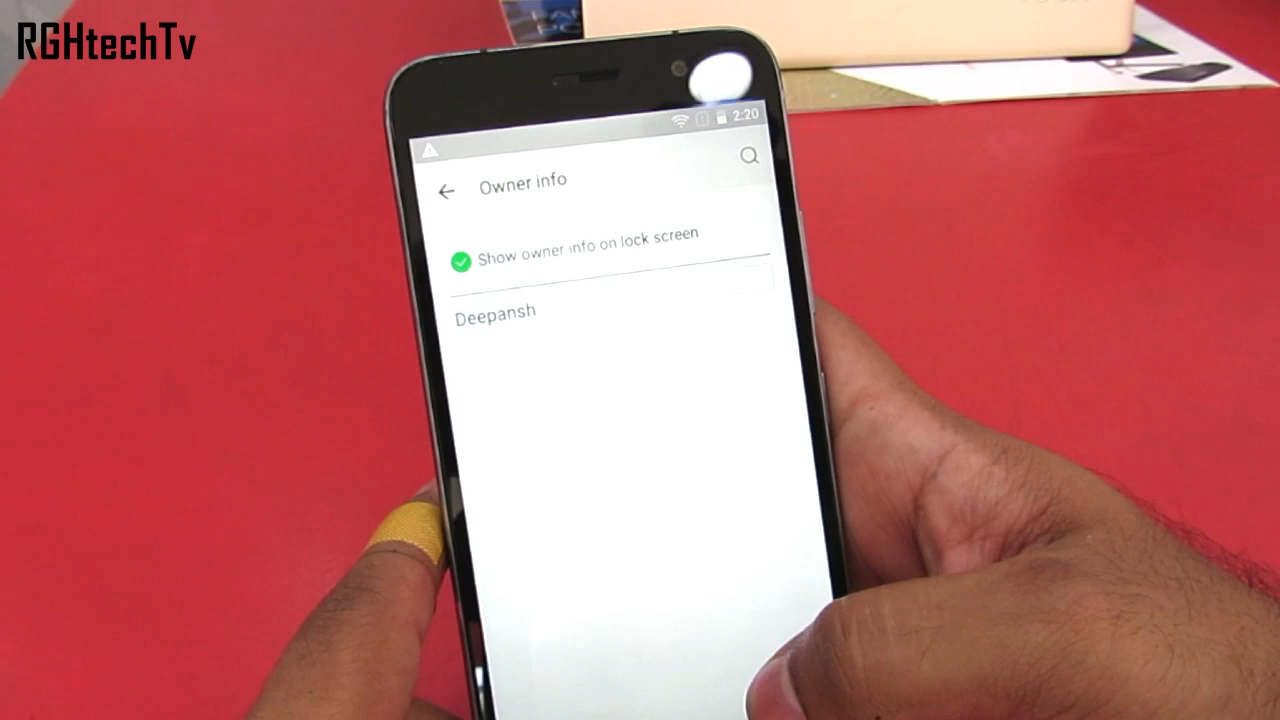 RGHtechTv
2:20
Owner info
Show owner info on lock screen
Deepansh